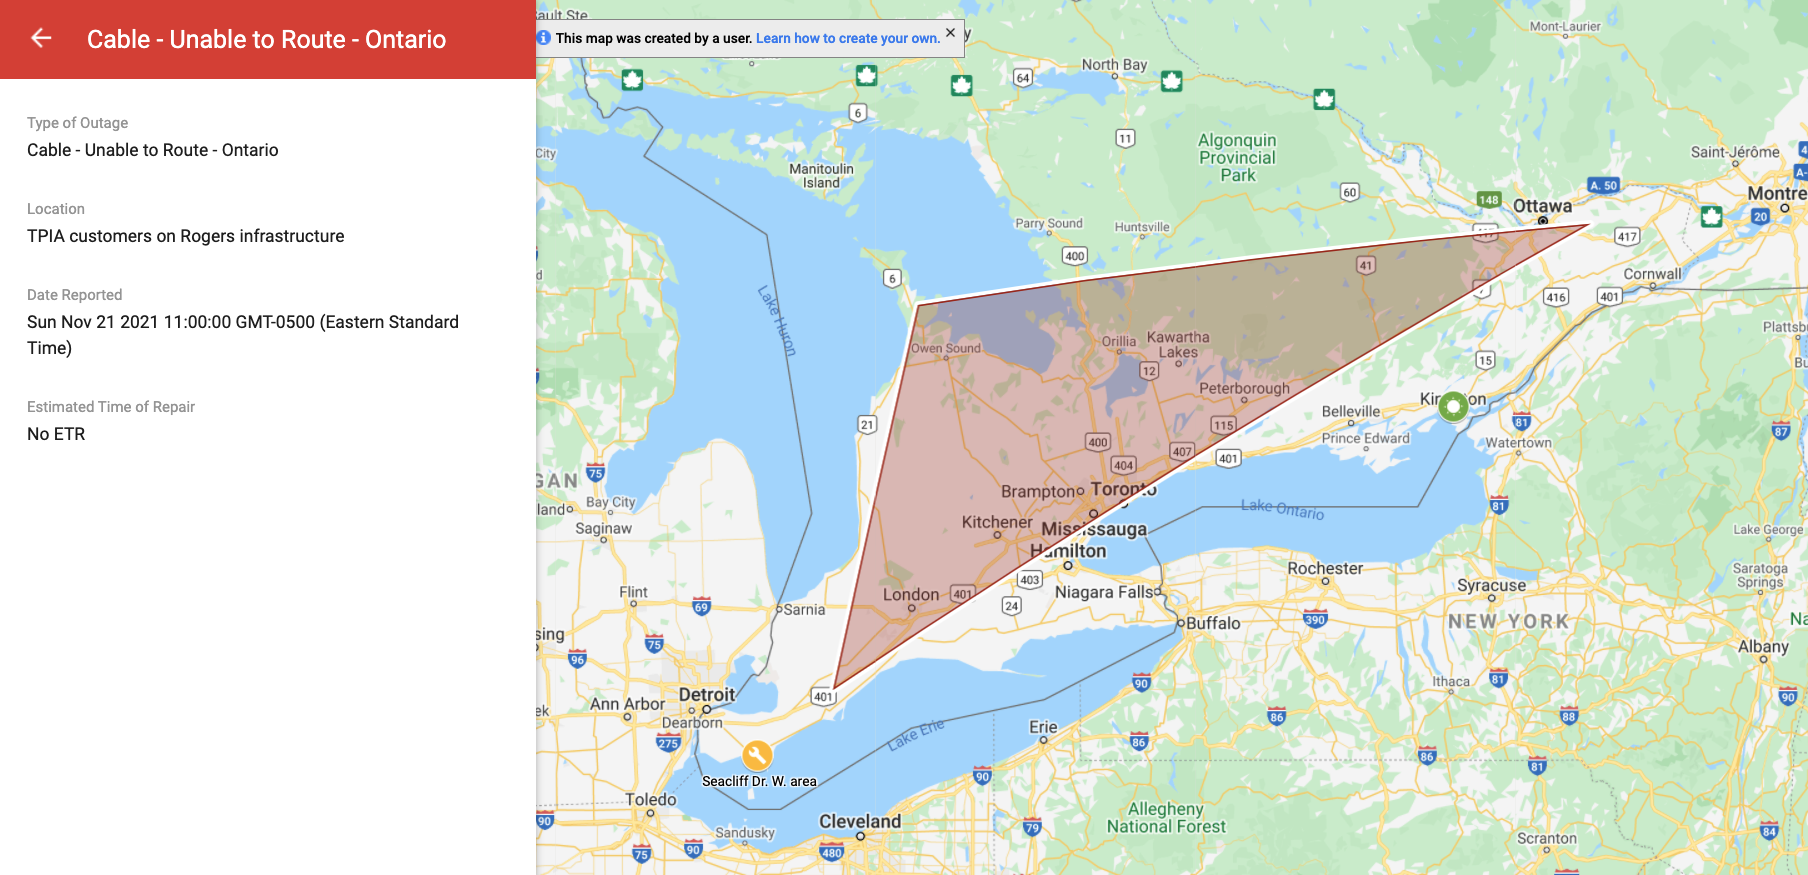 Cable - Unable to Route - Ontario
Type of Outage
Cable - Unable to Route - Ontario
Location
TPIA customers on Rogers infrastructure
Date Reported
Sun Nov 21 2021 11:00:00 GMT-0500 (Eastern Standard
Time)
Estimated Time of Repair
No ETR
Sault Ste.
This map was created by a user. Learn how to create your own.
Mont-Laurier
North Bay
64
6
11
Algonquin
Provincial
Park
Saint-Jérôme
City
Manitoulin
Island
60
148
A. 50
Ottawa
20
Parry Sound
Huntsville
417
400
41
6
Cornwall
416
401
Lake Huron
Owen Sound
Orillia
Kawartha
Lakes
12
15
Peterborough
Belleville
Prince Edward
81
Watertown
21
115
400
407
401
404
87
75
Bay City
Saginaw
Brampton
Toronto
Lake Ontario
81
Lake George
Kitchener
Mississauga
Hamilton
403
24
Niagara Falls
Rochester
Syracuse
Saratoga
Springs
Flint
69
Sarnia
London
401
Buffalo
390
NEW YORK
75
96
Albany
90
Ithaca
81
90
Detroit
401
Ann Arbor
Dearborn
275
86
88
Lake Erie
Erie
86
86
81
Seacliff Dr. W. area
90
Toledo
90
Sandusky
Cleveland
480
75
90
79
Allegheny
National Forest
84
Scranton